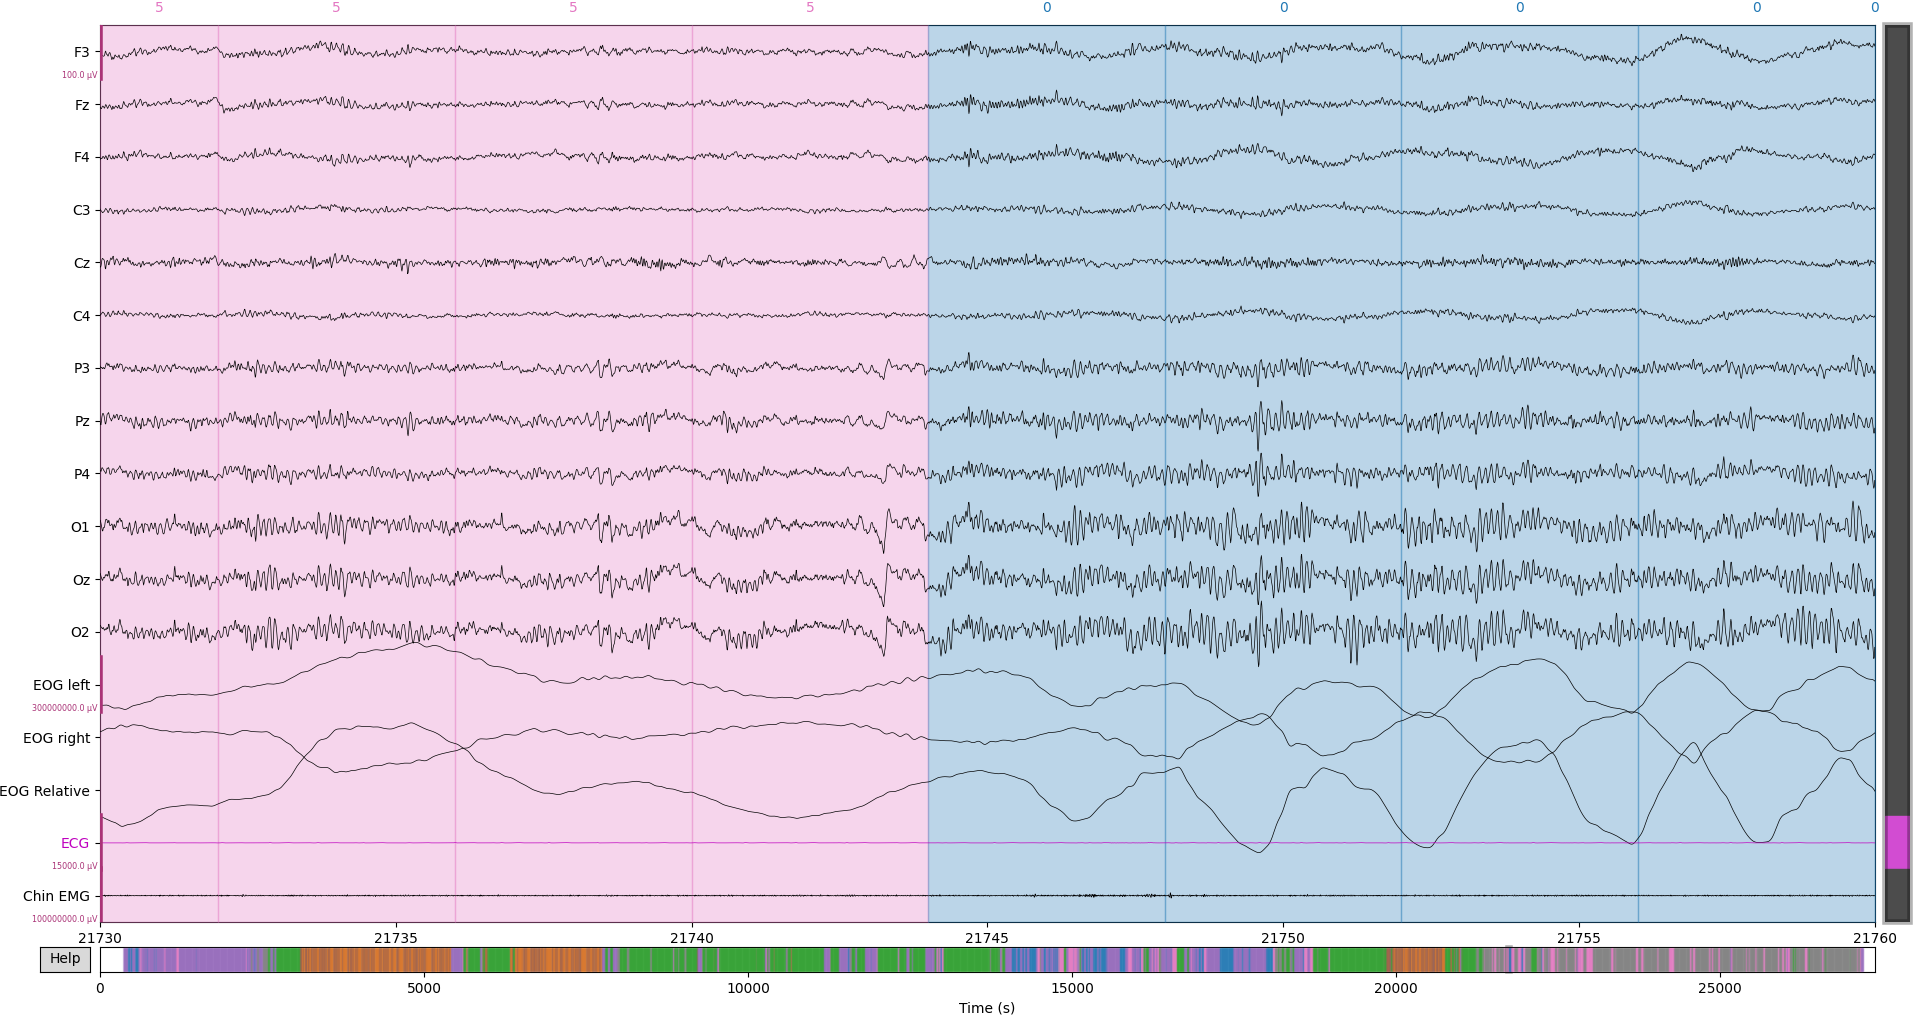 5 5 5 5 0 0 0 0 0
F3
100.0 µV
Fz
F4
C3
Cz
C4
P3
Pz
P4
O1
Oz
O2
EOG left
300000000.0 µV
EOG right
EOG Relative
ECG
15000.0 µV
Chin EMG
100000000.0 µV
21730 21735 21740 21745 21750 21755 21760
Help
0 5000 10000 15000 20000 25000
Time (s)